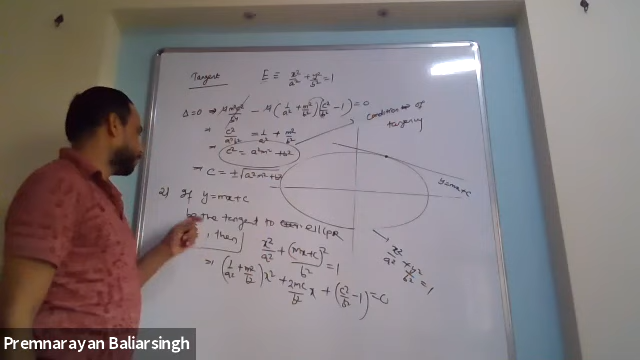 Tangent E ≡ x²/a² + y²/b² = 1
Δ=0 ⇒ 4m²c²/b⁴ − 4(1/a² + m²/b²)(c²/b² − 1) = 0
⇒ c²/a²b² = 1/a² + m²/b²
⇒ c² = a²m² + b²
condition of
tangency
⇒ c = ±√(a²m² + b²)
y=mx+c
2) If y=mx+c
be the tangent to ellipse
, then
x²/a² + (mx+c)²/b² = 1
⇒ (1/a² + m²/b²)x² + 2mc/b² x + (c²/b² − 1) = 0
x²/a² + y²/b² = 1
Premnarayan Baliarsingh